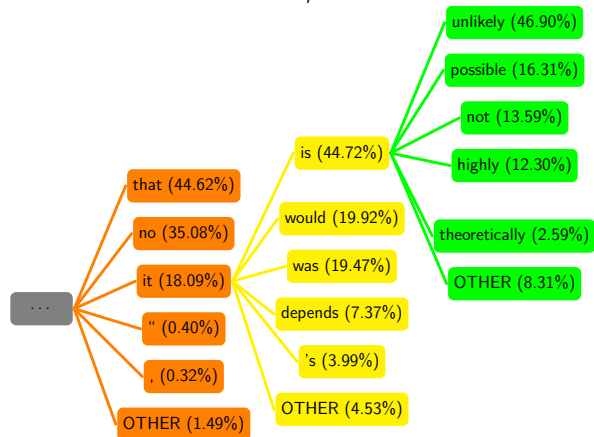 unlikely (46.90%)
possible (16.31%)
not (13.59%)
highly (12.30%)
theoretically (2.59%)
OTHER (8.31%)
is (44.72%)
would (19.92%)
was (19.47%)
depends (7.37%)
's (3.99%)
OTHER (4.53%)
that (44.62%)
no (35.08%)
it (18.09%)
“ (0.40%)
, (0.32%)
OTHER (1.49%)
...